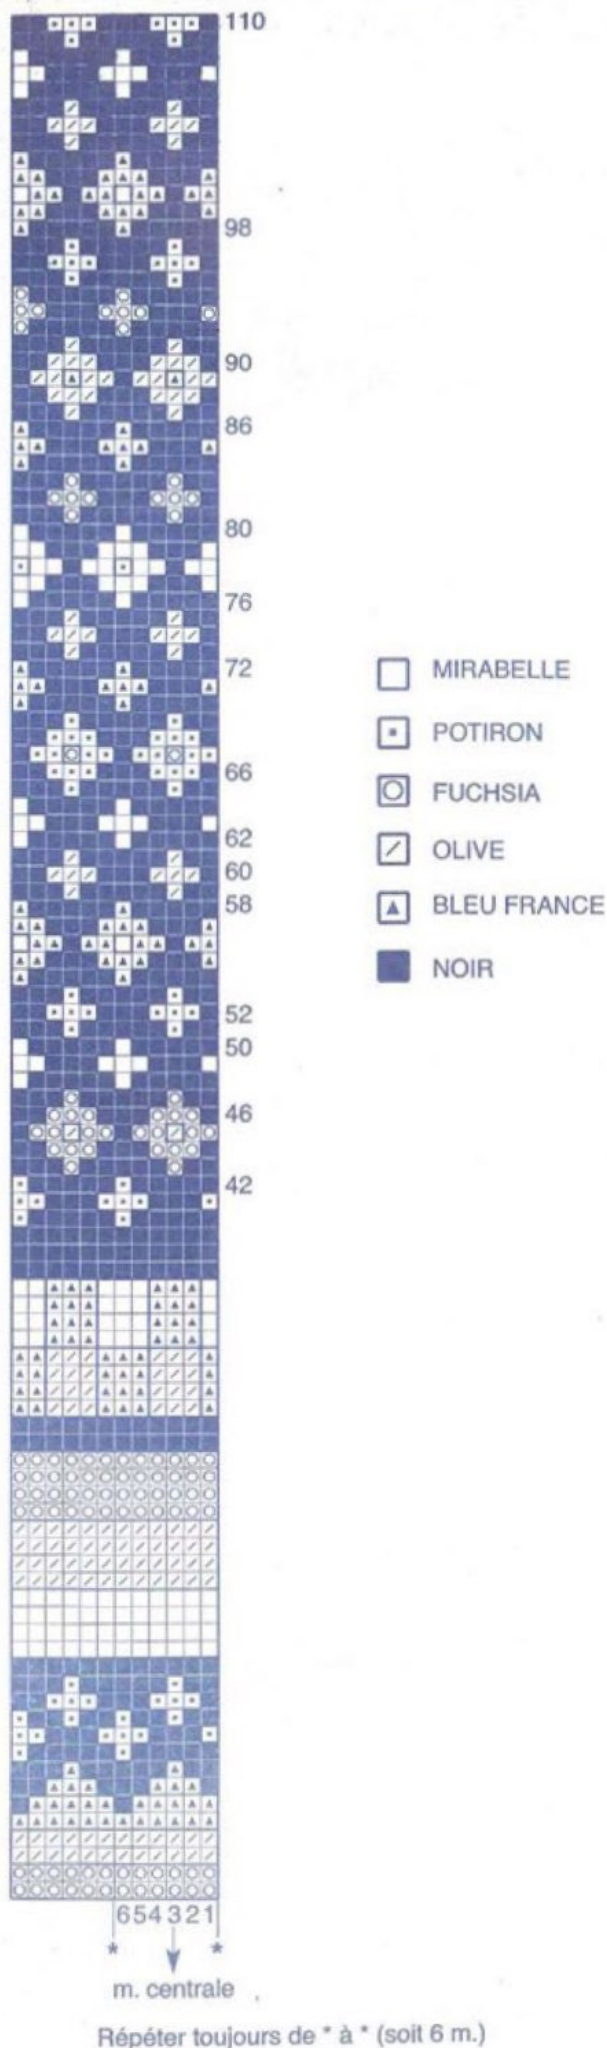 110
98
90
86
80
76
72
66
62
60
58
52
50
46
42
MIRABELLE
POTIRON
FUCHSIA
OLIVE
BLEU FRANCE
NOIR
654321
* *
m. centrale
Répéter toujours de * à * (soit 6 m.)